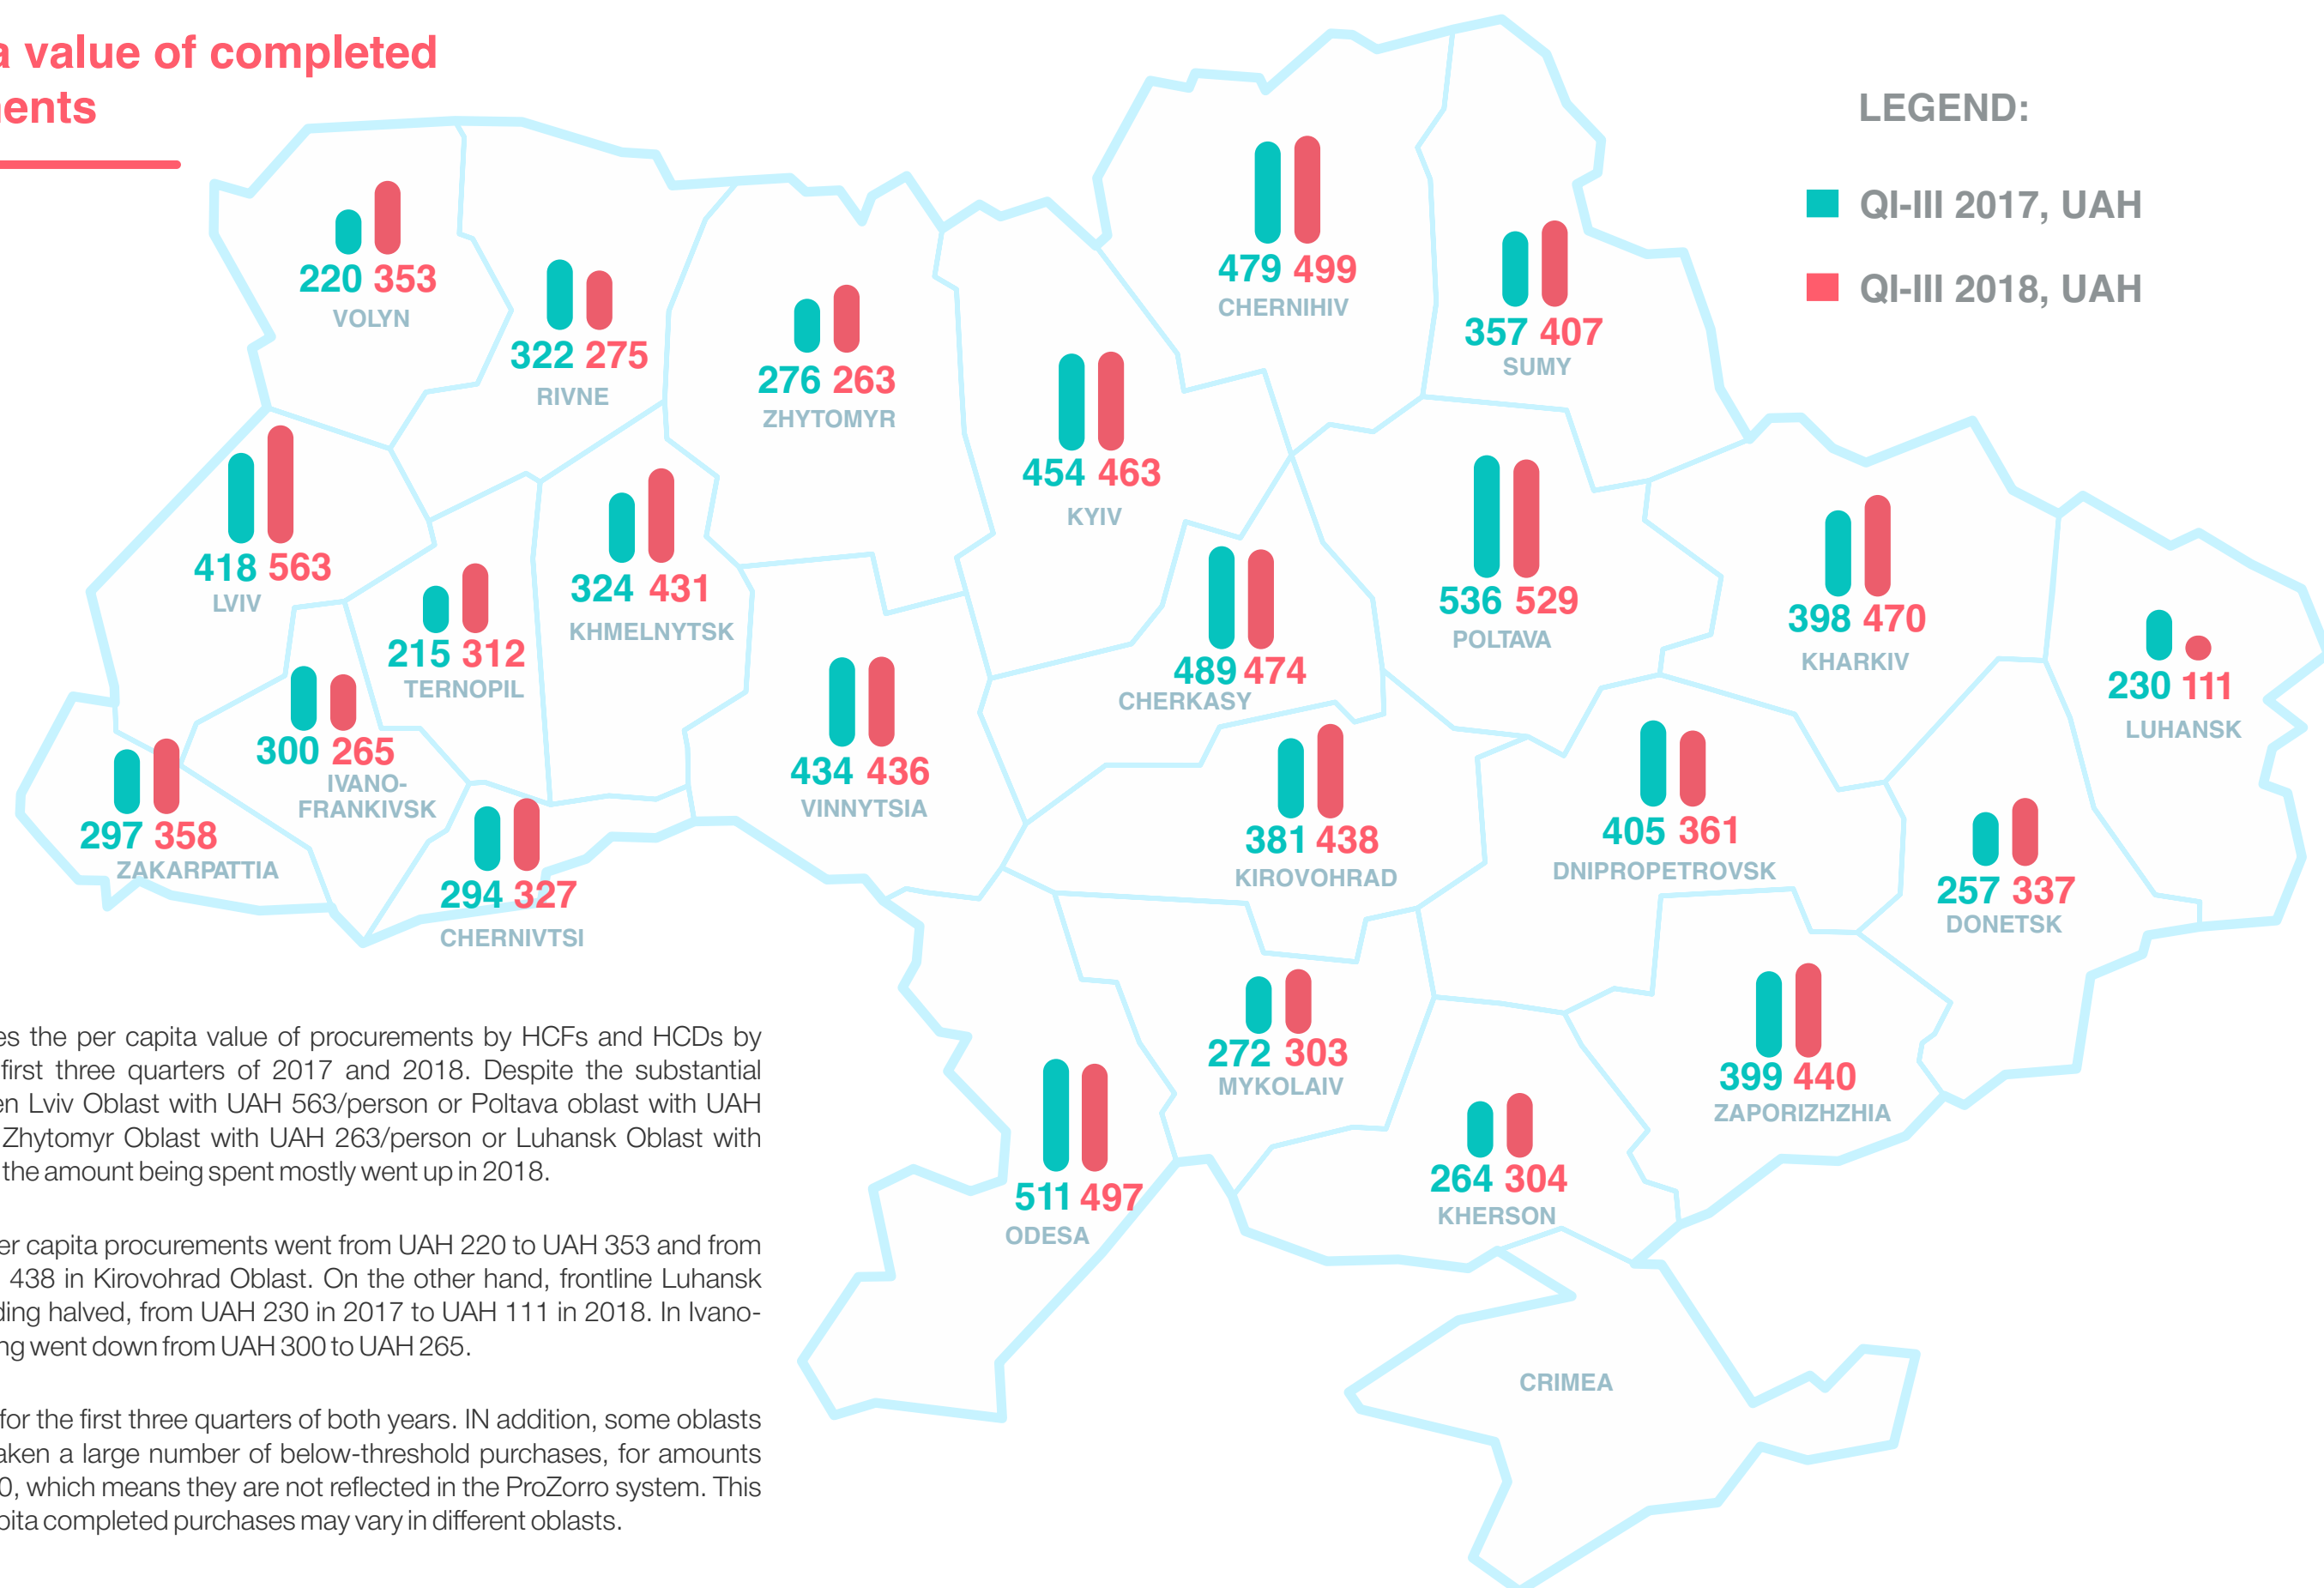 a value of completed
ents
LEGEND:
QI-III 2017, UAH
QI-III 2018, UAH
220 353
VOLYN
322 275
RIVNE
276 263
ZHYTOMYR
454 463
KYIV
479 499
CHERNIHIV
357 407
SUMY
418 563
LVIV
215 312
TERNOPIL
324 431
KHMELNYTSK
489 474
CHERKASY
536 529
POLTAVA
398 470
KHARKIV
230 111
LUHANSK
300 265
IVANO-
FRANKIVSK
297 358
ZAKARPATTIA
294 327
CHERNIVTSI
434 436
VINNYTSIA
381 438
KIROVOHRAD
405 361
DNIPROPETROVSK
257 337
DONETSK
272 303
MYKOLAIV
399 440
ZAPORIZHZHIA
511 497
ODESA
264 304
KHERSON
CRIMEA
es the per capita value of procurements by HCFs and HCDs by
first three quarters of 2017 and 2018. Despite the substantial
en Lviv Oblast with UAH 563/person or Poltava oblast with UAH
Zhytomyr Oblast with UAH 263/person or Luhansk Oblast with
the amount being spent mostly went up in 2018.
er capita procurements went from UAH 220 to UAH 353 and from
438 in Kirovohrad Oblast. On the other hand, frontline Luhansk
ding halved, from UAH 230 in 2017 to UAH 111 in 2018. In Ivano-
ng went down from UAH 300 to UAH 265.
for the first three quarters of both years. IN addition, some oblasts
aken a large number of below-threshold purchases, for amounts
0, which means they are not reflected in the ProZorro system. This
pita completed purchases may vary in different oblasts.